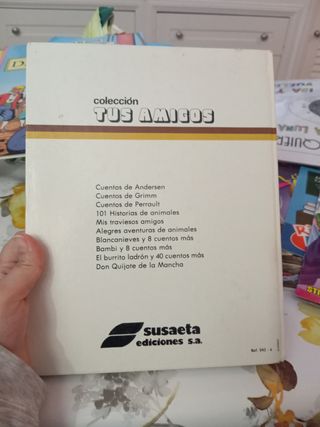 colección
TUS AMIGOS
Cuentos de Andersen
Cuentos de Grimm
Cuentos de Perrault
101 Historias de animales
Mis traviesos amigos
Alegres aventuras de animales
Blancanieves y 8 cuentos más
Bambi y 8 cuentos más
El burrito ladrón y 40 cuentos más
Don Quijote de la Mancha
susaeta
ediciones s.a.